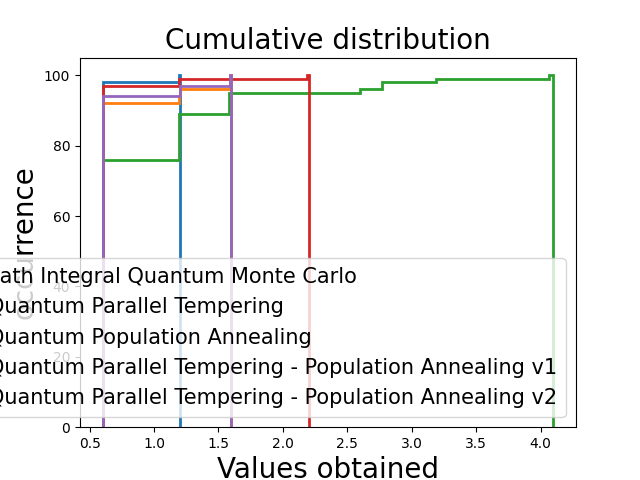 Cumulative distribution
100
80
60
40
20
0
occurrence
ath Integral Quantum Monte Carlo
Quantum Parallel Tempering
Quantum Population Annealing
Quantum Parallel Tempering - Population Annealing v1
Quantum Parallel Tempering - Population Annealing v2
0.5 1.0 1.5 2.0 2.5 3.0 3.5 4.0
Values obtained